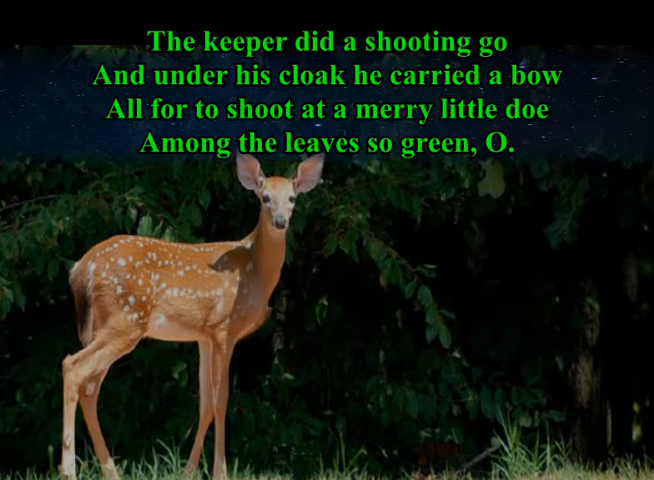 The keeper did a shooting go
And under his cloak he carried a bow
All for to shoot at a merry little doe
Among the leaves so green, O.